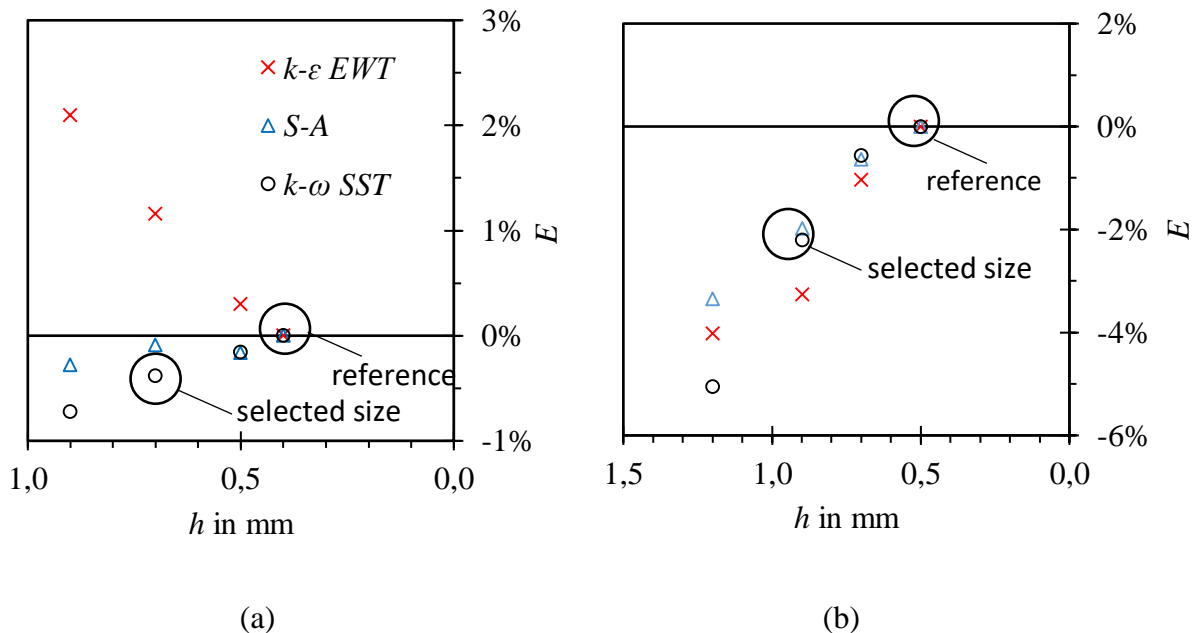 3%
2%
1%
0%
-1%
E
k-ε EWT
S-A
k-ω SST
reference
selected size
1,0
0,5
0,0
h in mm
(a)
2%
0%
-2%
-4%
-6%
E
reference
selected size
1,5
1,0
0,5
0,0
h in mm
(b)